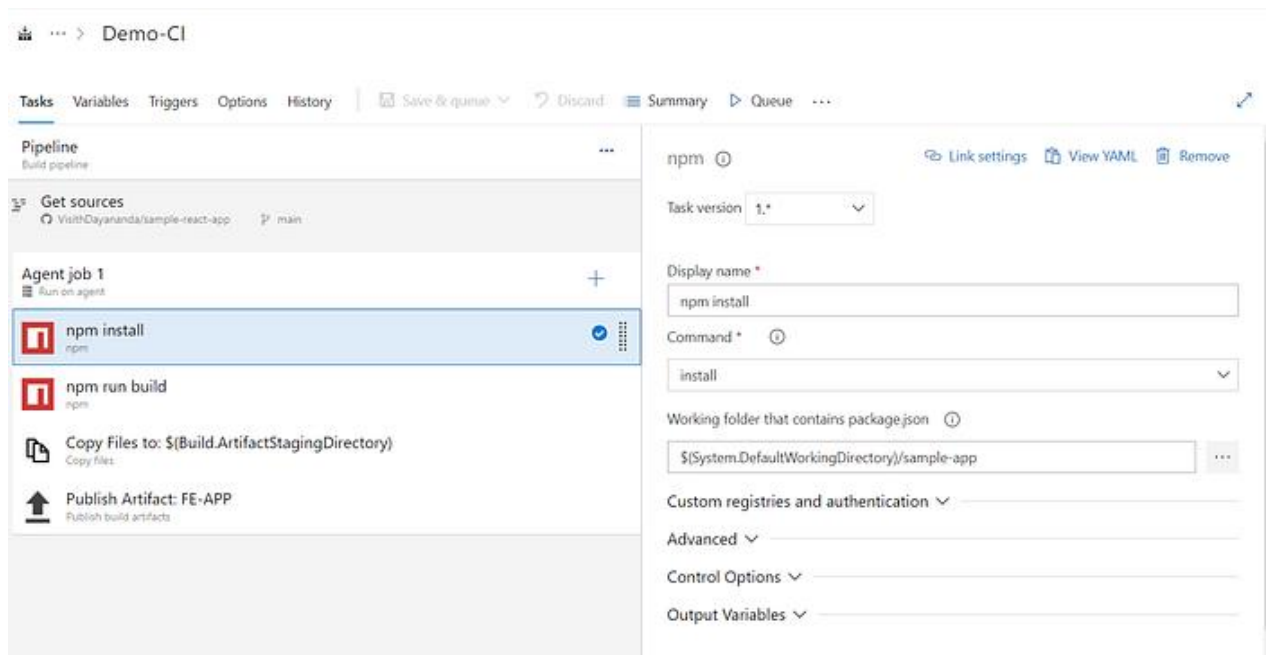 ··· > Demo-CI
Tasks Variables Triggers Options History Save & queue Discard Summary Queue ···
Pipeline
Build pipeline
Get sources
VisithDayananda/sample-react-app main
Agent job 1
Run on agent
npm install
npm
npm run build
npm
Copy Files to: $(Build.ArtifactStagingDirectory)
Copy files
Publish Artifact: FE-APP
Publish build artifacts
npm
Link settings View YAML Remove
Task version 1.*
Display name *
npm install
Command *
install
Working folder that contains package.json
$(System.DefaultWorkingDirectory)/sample-app
Custom registries and authentication
Advanced
Control Options
Output Variables